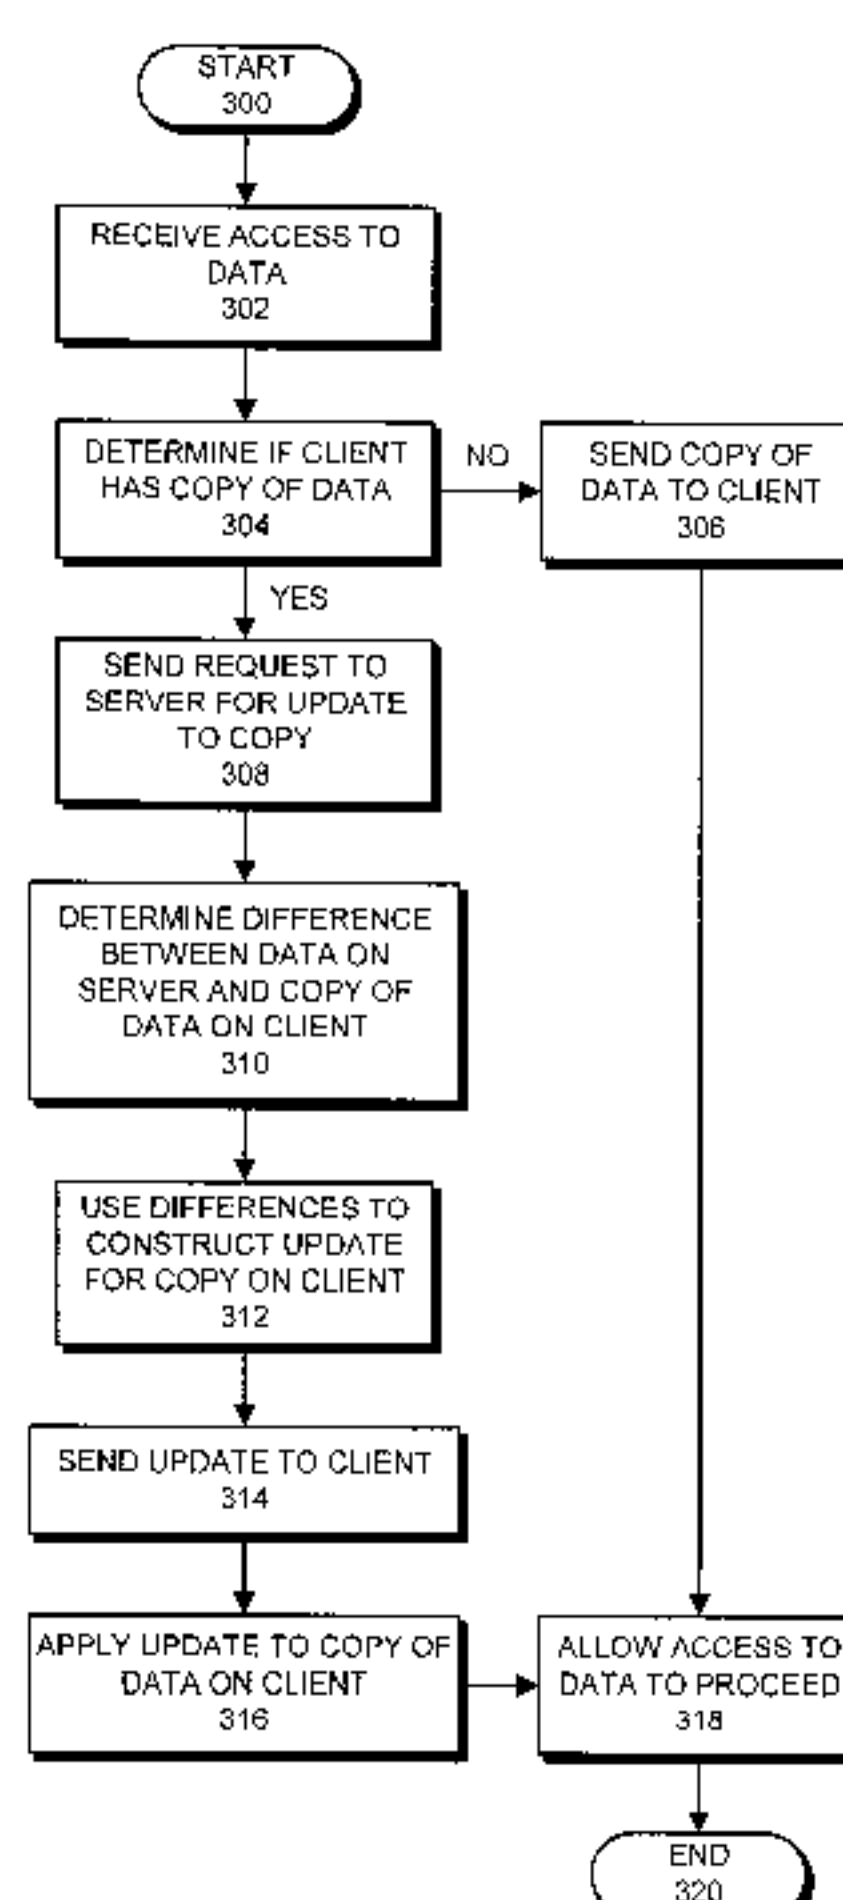 START
300
RECEIVE ACCESS TO
DATA
302
DETERMINE IF CLIENT
HAS COPY OF DATA
304
NO
SEND COPY OF
DATA TO CLIENT
306
YES
SEND REQUEST TO
SERVER FOR UPDATE
TO COPY
308
DETERMINE DIFFERENCE
BETWEEN DATA ON
SERVER AND COPY OF
DATA ON CLIENT
310
USE DIFFERENCES TO
CONSTRUCT UPDATE
FOR COPY ON CLIENT
312
SEND UPDATE TO CLIENT
314
APPLY UPDATE TO COPY OF
DATA ON CLIENT
316
ALLOW ACCESS TO
DATA TO PROCEED
318
END
320